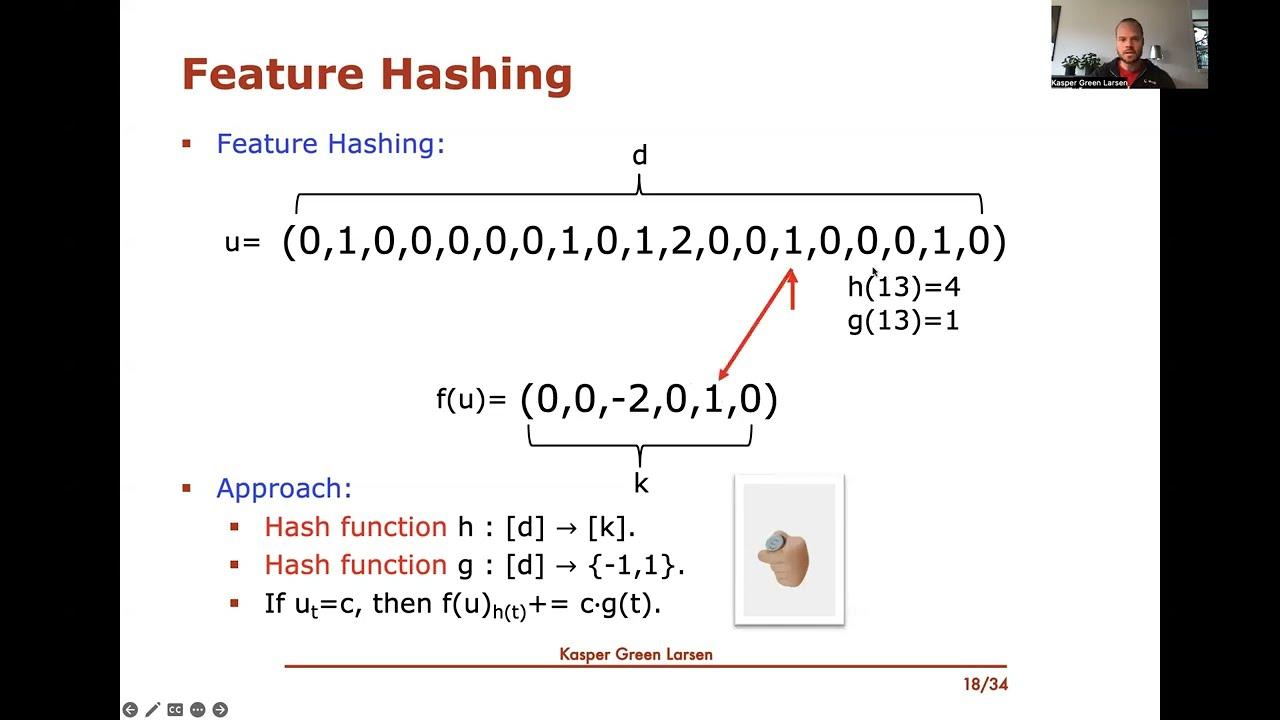 Feature Hashing
Kasper Green Larsen
▪ Feature Hashing:
d
u= (0,1,0,0,0,0,0,1,0,1,2,0,0,1,0,0,0,1,0)
h(13)=4
g(13)=1
f(u)= (0,0,-2,0,1,0)
k
▪ Approach:
▪ Hash function h : [d] → [k].
▪ Hash function g : [d] → {-1,1}.
▪ If uₜ=c, then f(u)ₕ₍ₜ₎+= c·g(t).
Kasper Green Larsen
18/34
CC